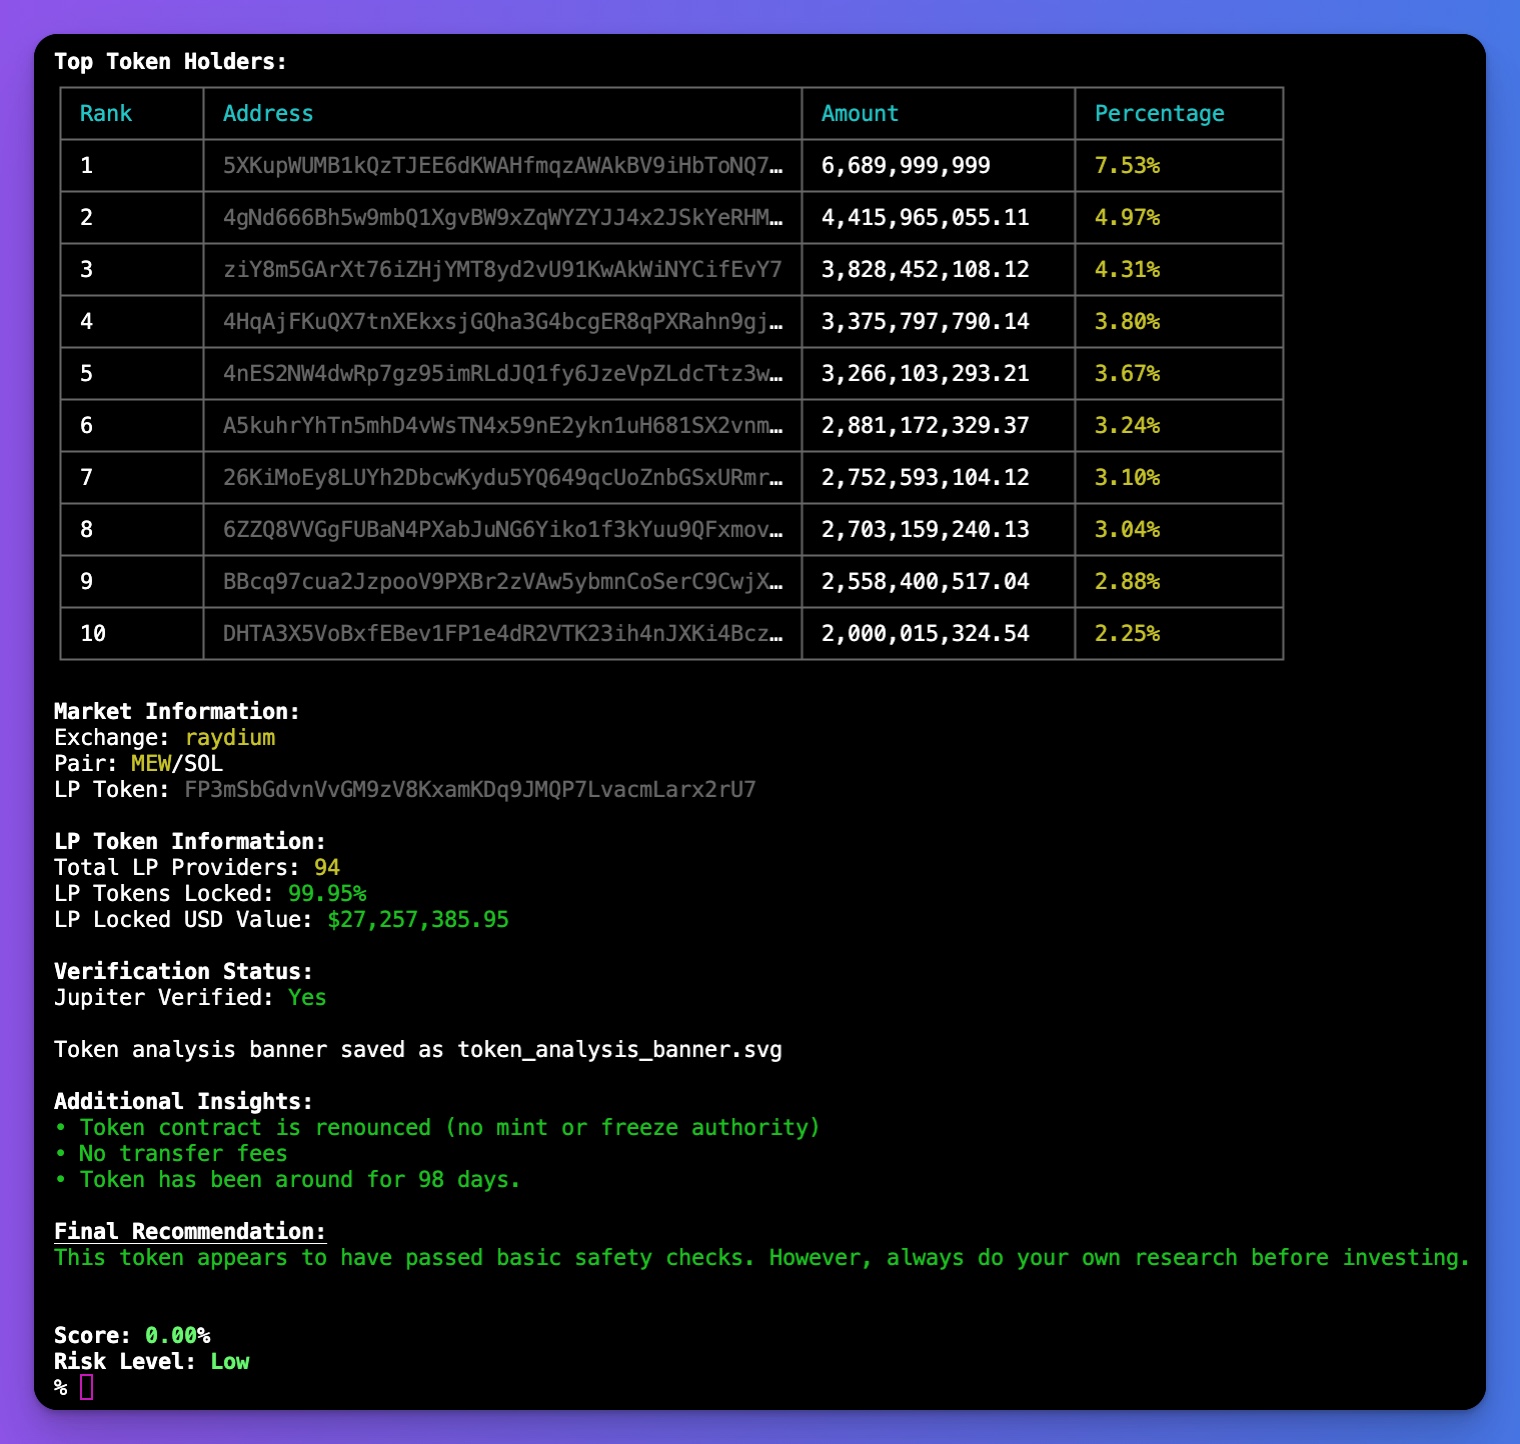 Top Token Holders:
Rank Address Amount Percentage
1 5XKupWUMB1kQzTJEE6dKWAHfmqzAWAkBV9iHbToNQ7… 6,689,999,999 7.53%
2 4gNd666Bh5w9mbQ1XgvBW9xZqWYZYJJ4x2JSkYeRHM… 4,415,965,055.11 4.97%
3 ziY8m5GArXt76iZHjYMT8yd2vU91KwAkWiNYCifEvY7 3,828,452,108.12 4.31%
4 4HqAjFKuQX7tnXEkxsjGQha3G4bcgER8qPXRahn9gj… 3,375,797,790.14 3.80%
5 4nES2NW4dwRp7gz95imRLdJQ1fy6JzeVpZLdcTtz3w… 3,266,103,293.21 3.67%
6 A5kuhrYhTn5mhD4vWsTN4x59nE2ykn1uH681SX2vnm… 2,881,172,329.37 3.24%
7 26KiMoEy8LUYh2DbcwKydu5YQ649qcUoZnbGSxURmr… 2,752,593,104.12 3.10%
8 6ZZQ8VVGgFUBaN4PXabJuNG6Yiko1f3kYuu9QFxmov… 2,703,159,240.13 3.04%
9 BBcq97cua2JzpooV9PXBr2zVAw5ybmnCoSerC9CwjX… 2,558,400,517.04 2.88%
10 DHTA3X5VoBxfEBev1FP1e4dR2VTK23ih4nJXKi4Bcz… 2,000,015,324.54 2.25%
Market Information:
Exchange: raydium
Pair: MEW/SOL
LP Token: FP3mSbGdvnVvGM9zV8KxamKDq9JMQP7LvacmLarx2rU7
LP Token Information:
Total LP Providers: 94
LP Tokens Locked: 99.95%
LP Locked USD Value: $27,257,385.95
Verification Status:
Jupiter Verified: Yes
Token analysis banner saved as token_analysis_banner.svg
Additional Insights:
• Token contract is renounced (no mint or freeze authority)
• No transfer fees
• Token has been around for 98 days.
Final Recommendation:
This token appears to have passed basic safety checks. However, always do your own research before investing.
Score: 0.00%
Risk Level: Low
%